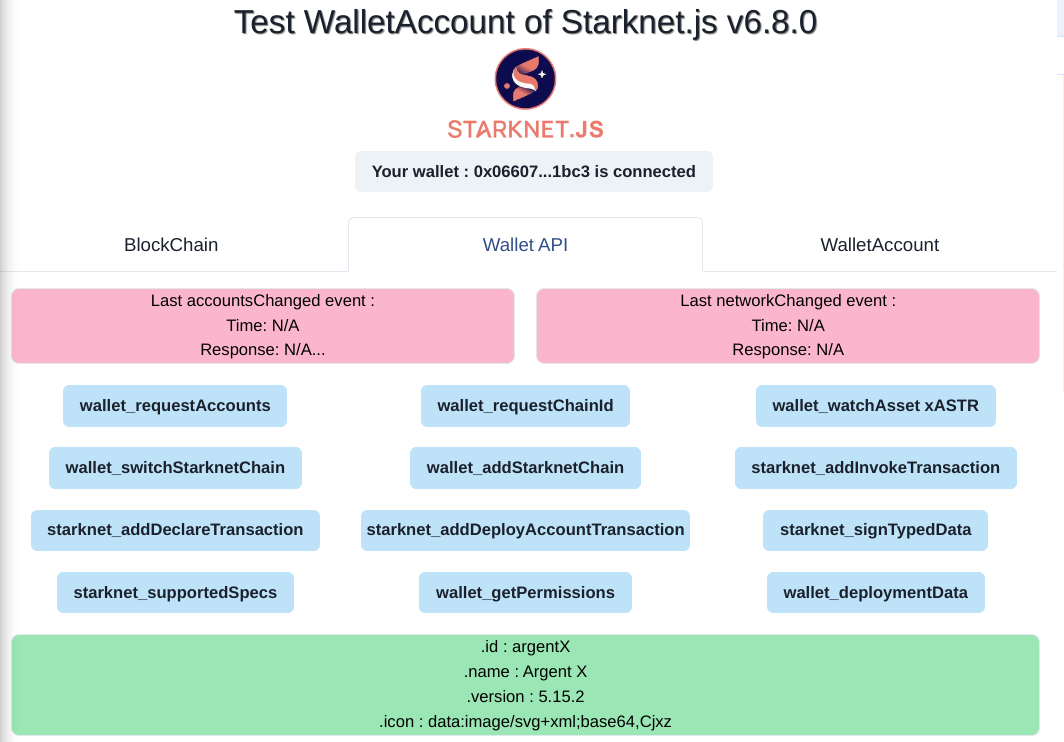 Test WalletAccount of Starknet.js v6.8.0
STARKNET.JS
Your wallet : 0x06607...1bc3 is connected
BlockChain
Wallet API
WalletAccount
Last accountsChanged event :
Time: N/A
Response: N/A...
Last networkChanged event :
Time: N/A
Response: N/A
wallet_requestAccounts
wallet_requestChainId
wallet_watchAsset xASTR
wallet_switchStarknetChain
wallet_addStarknetChain
starknet_addInvokeTransaction
starknet_addDeclareTransaction
starknet_addDeployAccountTransaction
starknet_signTypedData
starknet_supportedSpecs
wallet_getPermissions
wallet_deploymentData
.id : argentX
.name : Argent X
.version : 5.15.2
.icon : data:image/svg+xml;base64,Cjxz